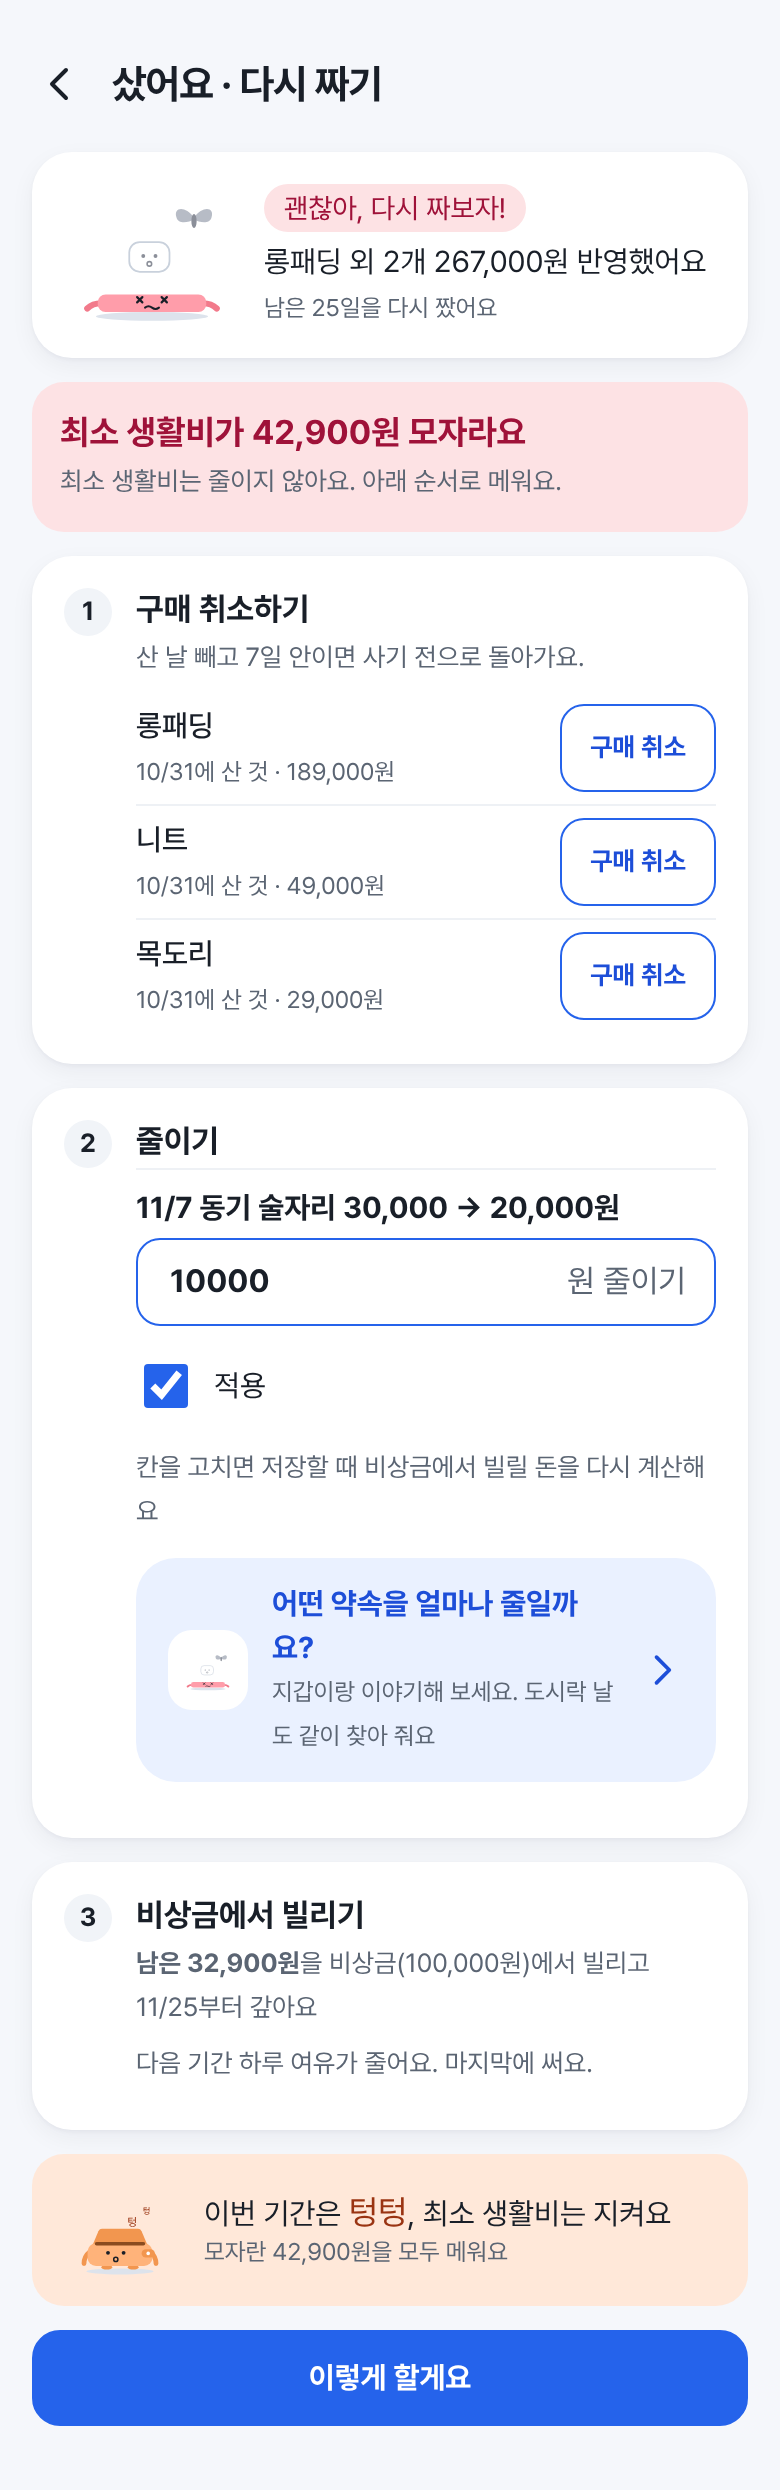 샀어요 · 다시 짜기
괜찮아, 다시 짜보자!
롱패딩 외 2개 267,000원 반영했어요
남은 25일을 다시 짰어요
최소 생활비가 42,900원 모자라요
최소 생활비는 줄이지 않아요. 아래 순서로 메워요.
1 구매 취소하기
산 날 빼고 7일 안이면 사기 전으로 돌아가요.
롱패딩
10/31에 산 것 · 189,000원
구매 취소
니트
10/31에 산 것 · 49,000원
구매 취소
목도리
10/31에 산 것 · 29,000원
구매 취소
2 줄이기
11/7 동기 술자리 30,000 → 20,000원
10000 원 줄이기
적용
칸을 고치면 저장할 때 비상금에서 빌릴 돈을 다시 계산해
요
어떤 약속을 얼마나 줄일까
요?
지갑이랑 이야기해 보세요. 도시락 날
도 같이 찾아 줘요
3 비상금에서 빌리기
남은 32,900원을 비상금(100,000원)에서 빌리고
11/25부터 갚아요
다음 기간 하루 여유가 줄어요. 마지막에 써요.
텅
텅
이번 기간은 텅텅, 최소 생활비는 지켜요
모자란 42,900원을 모두 메워요
이렇게 할게요